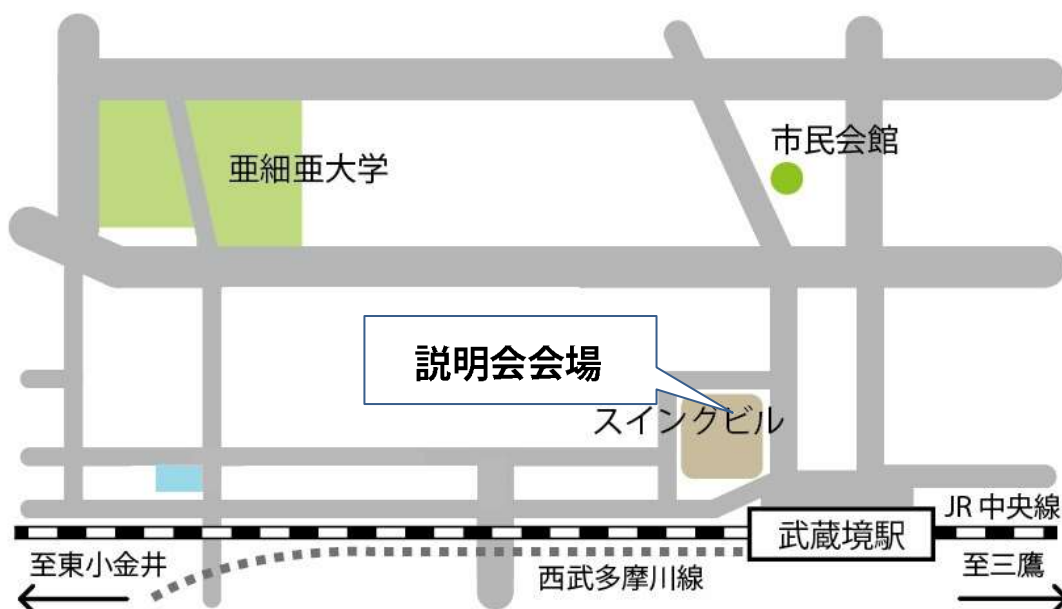 市民会館
亜細亜大学
説明会会場
スイングビル
JR 中央線
武蔵境駅
至東小金井
西武多摩川線
至三鷹